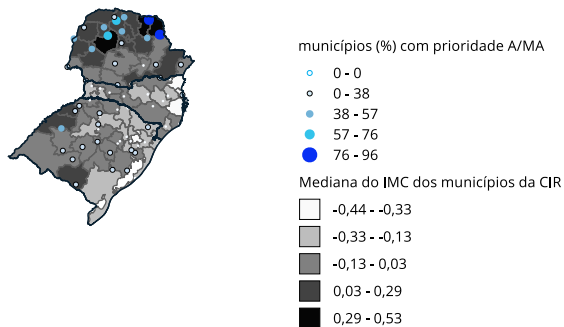 municípios (%) com prioridade A/MA
0 - 0
0 - 38
38 - 57
57 - 76
76 - 96
Mediana do IMC dos municípios da CIR
-0,44 - -0,33
-0,33 - -0,13
-0,13 - 0,03
0,03 - 0,29
0,29 - 0,53